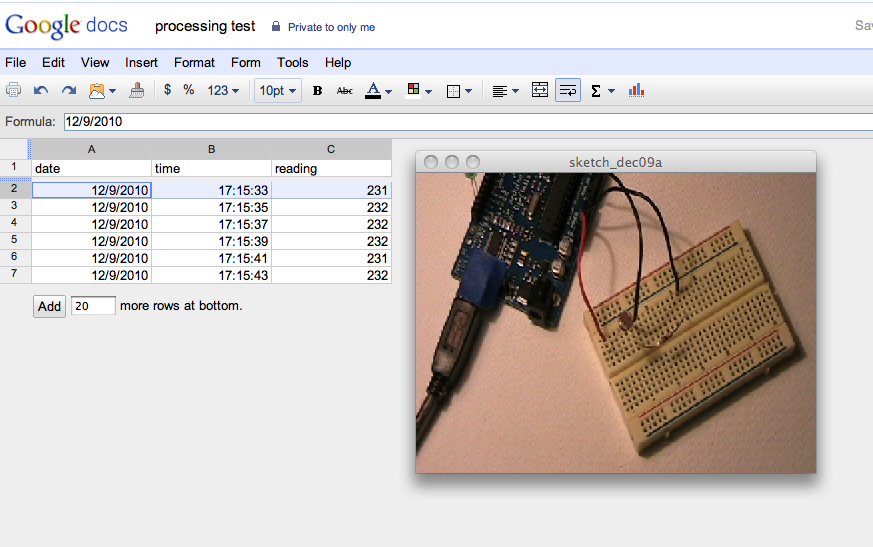 Google docs processing test Private to only me Sa
File Edit View Insert Format Form Tools Help
$ % 123 10pt B Abc A Σ
Formula: 12/9/2010
A B C
1 date time reading
2 12/9/2010 17:15:33 231
3 12/9/2010 17:15:35 232
4 12/9/2010 17:15:37 232
5 12/9/2010 17:15:39 232
6 12/9/2010 17:15:41 231
7 12/9/2010 17:15:43 232
Add 20 more rows at bottom.
sketch_dec09a